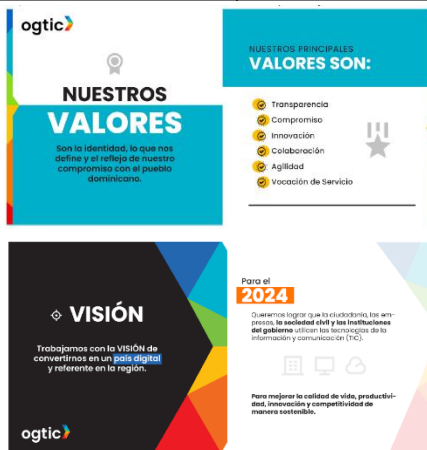 ogtic
NUESTROS
VALORES
Son la identidad, lo que nos
define y el reflejo de nuestro
compromiso con el pueblo
dominicano.
NUESTROS PRINCIPALES
VALORES SON:
Transparencia
Compromiso
Innovación
Colaboración
Agilidad
Vocación de Servicio
VISIÓN
Trabajamos con la VISIÓN de
convertirnos en un país digital
y referente en la región.
ogtic
Para el
2024
Queremos lograr que la ciudadanía, las em-
presas, la sociedad civil y las instituciones
del gobierno utilicen las tecnologías de la
información y comunicación (TIC).
Para mejorar la calidad de vida, productivi-
dad, innovación y competitividad de
manera sostenible.